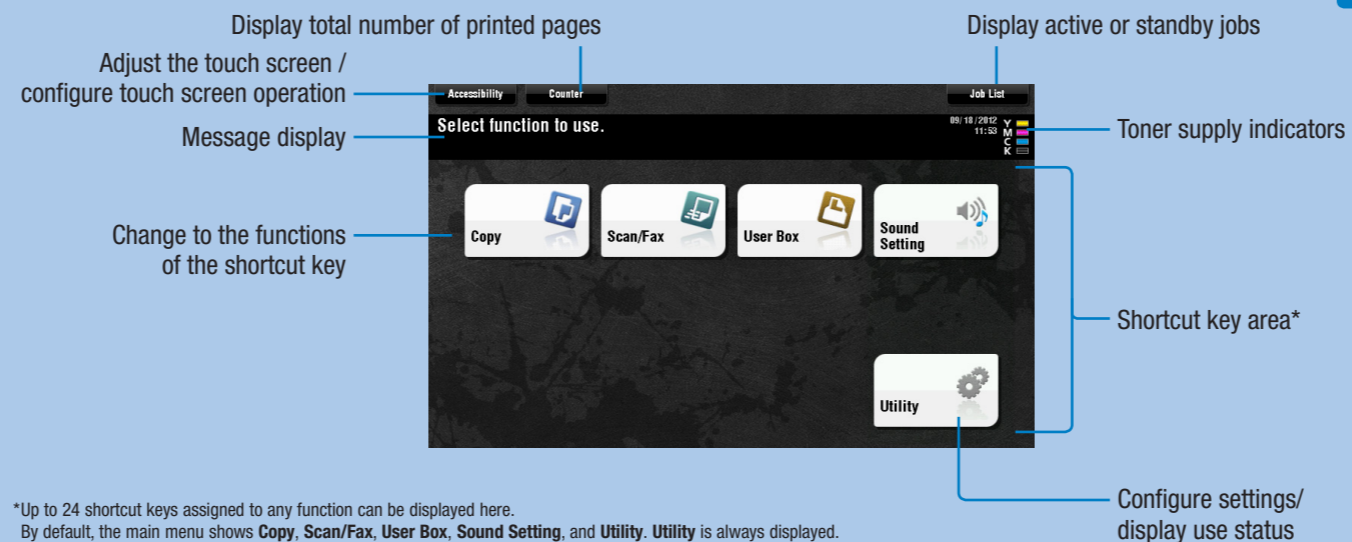 Display total number of printed pages
Display active or standby jobs
Adjust the touch screen /
configure touch screen operation
Accessibility
Counter
Job List
Message display
Select function to use.
09/18/2012
11:53
Y
M
C
K
Toner supply indicators
Change to the functions
of the shortcut key
Copy
Scan/Fax
User Box
Sound
Setting
Shortcut key area*
Utility
Configure settings/
display use status
*Up to 24 shortcut keys assigned to any function can be displayed here.
By default, the main menu shows Copy, Scan/Fax, User Box, Sound Setting, and Utility. Utility is always displayed.